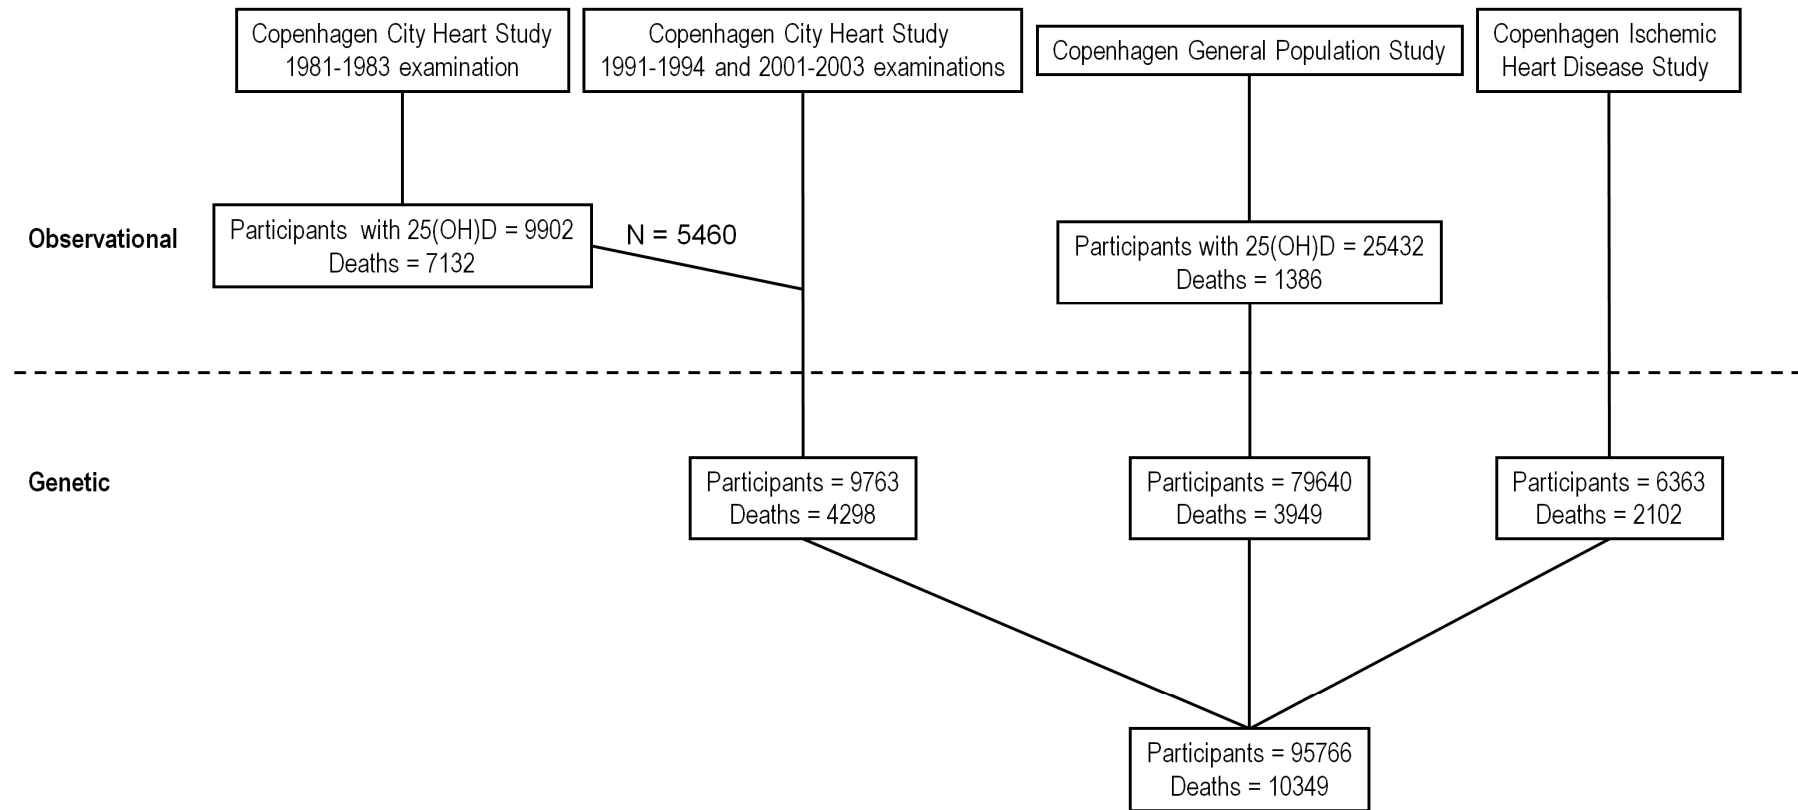 Copenhagen City Heart Study
1981-1983 examination
Copenhagen City Heart Study
1991-1994 and 2001-2003 examinations
Copenhagen General Population Study
Copenhagen Ischemic
Heart Disease Study
Observational
Participants with 25(OH)D = 9902
Deaths = 7132
N = 5460
Participants with 25(OH)D = 25432
Deaths = 1386
Genetic
Participants = 9763
Deaths = 4298
Participants = 79640
Deaths = 3949
Participants = 6363
Deaths = 2102
Participants = 95766
Deaths = 10349